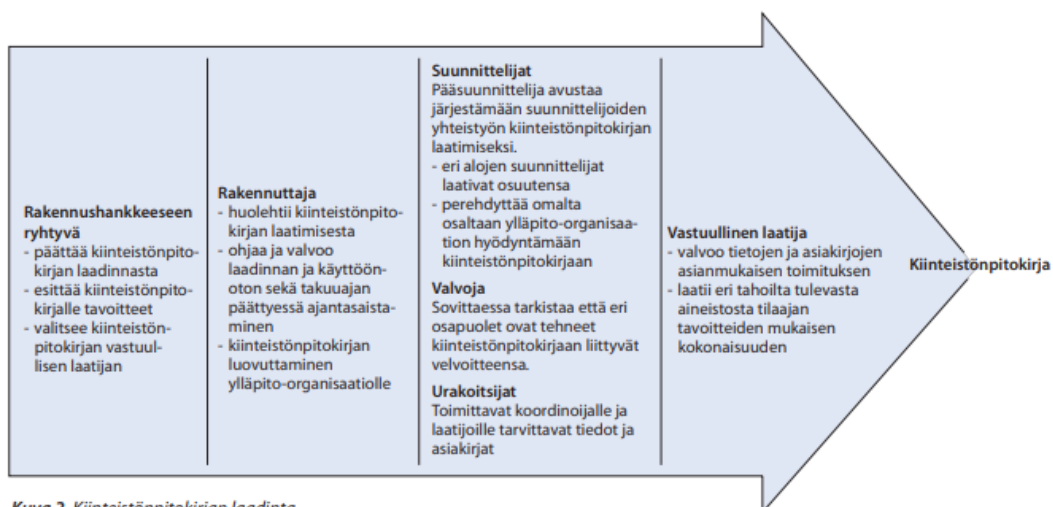 Rakennushankkeeseen
ryhtyvä
- päättää kiinteistönpito-
kirjan laadinnasta
- esittää kiinteistönpito-
kirjalle tavoitteet
- valitsee kiinteistön-
pitokirjan vastuul-
lisen laatijan
Rakennuttaja
- huolehtii kiinteistönpito-
kirjan laatimisesta
- ohjaa ja valvoo
laadinnan ja käyttöön-
oton sekä takuuajan
päättyessä ajantasaista-
minen
- kiinteistönpitokirjan
luovuttaminen
ylläpito-organisaatiolle
Suunnittelijat
Pääsuunnittelija avustaa
järjestämään suunnittelijoiden
yhteistyön kiinteistönpitokirjan
laatimiseksi.
- eri alojen suunnittelijat
laativat osuutensa
- perehdyttää omalta
osaltaan ylläpito-organisaa-
tion hyödyntämään
kiinteistönpitokirjaan
Valvoja
Sovittaessa tarkistaa että eri
osapuolet ovat tehneet
kiinteistönpitokirjaan liittyvät
velvoitteensa.
Urakoitsijat
Toimittavat koordinoijalle ja
laatijoille tarvittavat tiedot ja
asiakirjat
Vastuullinen laatija
- valvoo tietojen ja asiakirjojen
asianmukaisen toimituksen
- laatii eri tahoilta tulevasta
aineistosta tilaajan
tavoitteiden mukaisen
kokonaisuuden
Kiinteistönpitokirja
Kuva 2. Kiinteistönpitokirjan laadinta